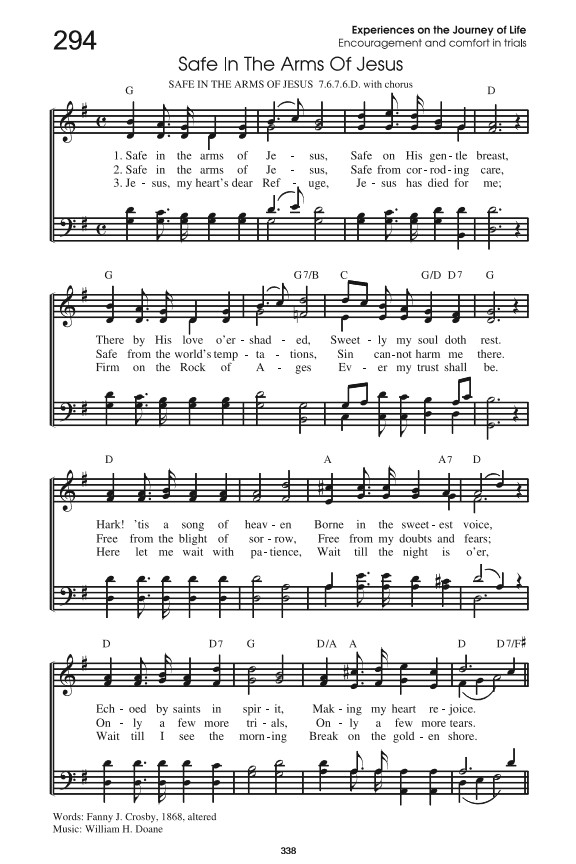 294
Experiences on the Journey of Life
Encouragement and comfort in trials
Safe In The Arms Of Jesus
SAFE IN THE ARMS OF JESUS 7.6.7.6.D. with chorus
G D
1. Safe in the arms of Je - sus, Safe on His gen - tle breast,
2. Safe in the arms of Je - sus, Safe from cor - rod - ing care,
3. Je - sus, my heart's dear Ref - uge, Je - sus has died for me;
G G7/B C G/D D7 G
There by His love o'er - shad - ed, Sweet - ly my soul doth rest.
Safe from the world's temp - ta - tions, Sin can - not harm me there.
Firm on the Rock of A - ges Ev - er my trust shall be.
D A A7 D
Hark! 'tis a song of heav - en Borne in the sweet - est voice,
Free from the blight of sor - row, Free from my doubts and fears;
Here let me wait with pa - tience, Wait till the night is o'er,
D D7 G D/A A D D7/F♯
Ech - oed by saints in spir - it, Mak - ing my heart re - joice.
On - ly a few more tri - als, On - ly a few more tears.
Wait till I see the morn - ing Break on the gold - en shore.
Words: Fanny J. Crosby, 1868, altered
Music: William H. Doane
338